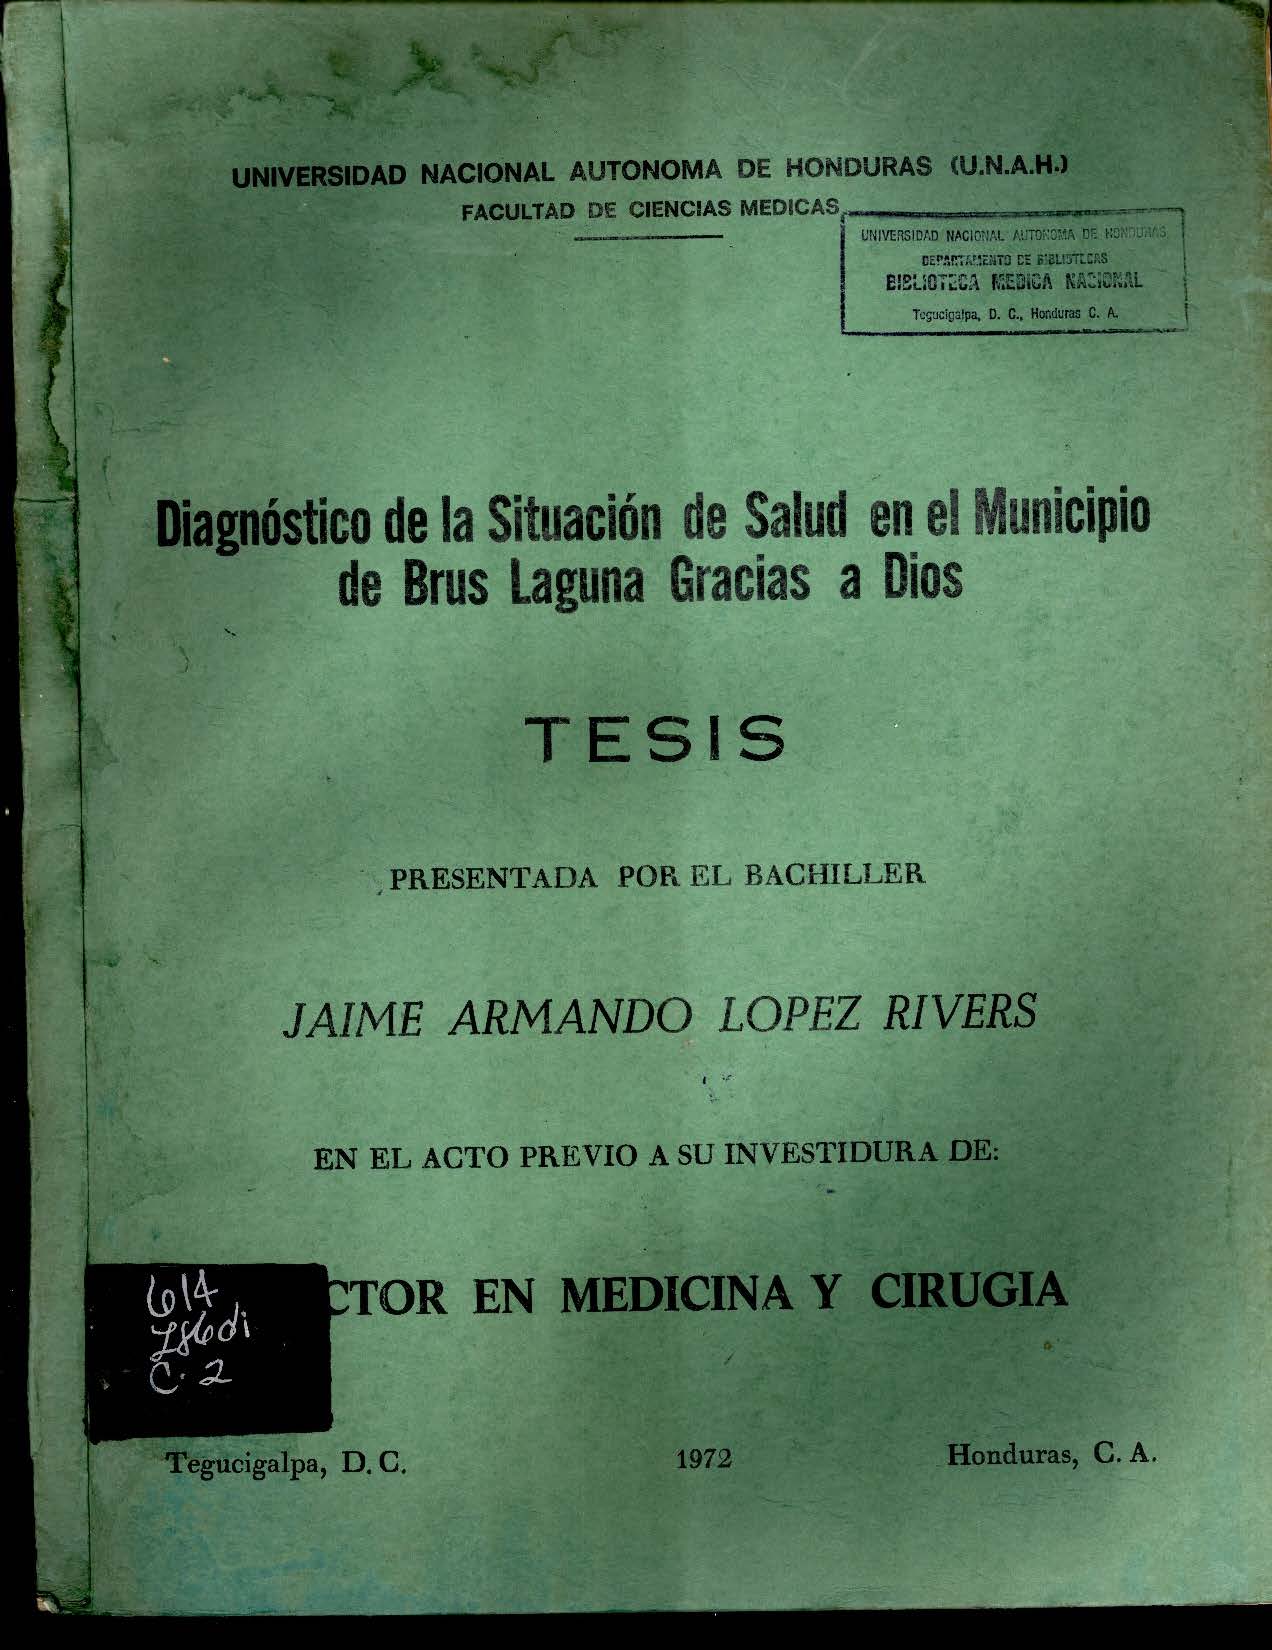 UNIVERSIDAD NACIONAL AUTONOMA DE HONDURAS (U.N.A.H.)
FACULTAD DE CIENCIAS MEDICAS
UNIVERSIDAD NACIONAL AUTONOMA DE HONDURAS
DEPARTAMENTO DE BIBLIOTECAS
BIBLIOTECA MEDICA NACIONAL
Tegucigalpa, D. C., Honduras C. A.
Diagnóstico de la Situación de Salud en el Municipio
de Brus Laguna Gracias a Dios
TESIS
PRESENTADA POR EL BACHILLER
JAIME ARMANDO LOPEZ RIVERS
EN EL ACTO PREVIO A SU INVESTIDURA DE:
CTOR EN MEDICINA Y CIRUGIA
614
L86di
C. 2
Tegucigalpa, D. C. 1972 Honduras, C. A.